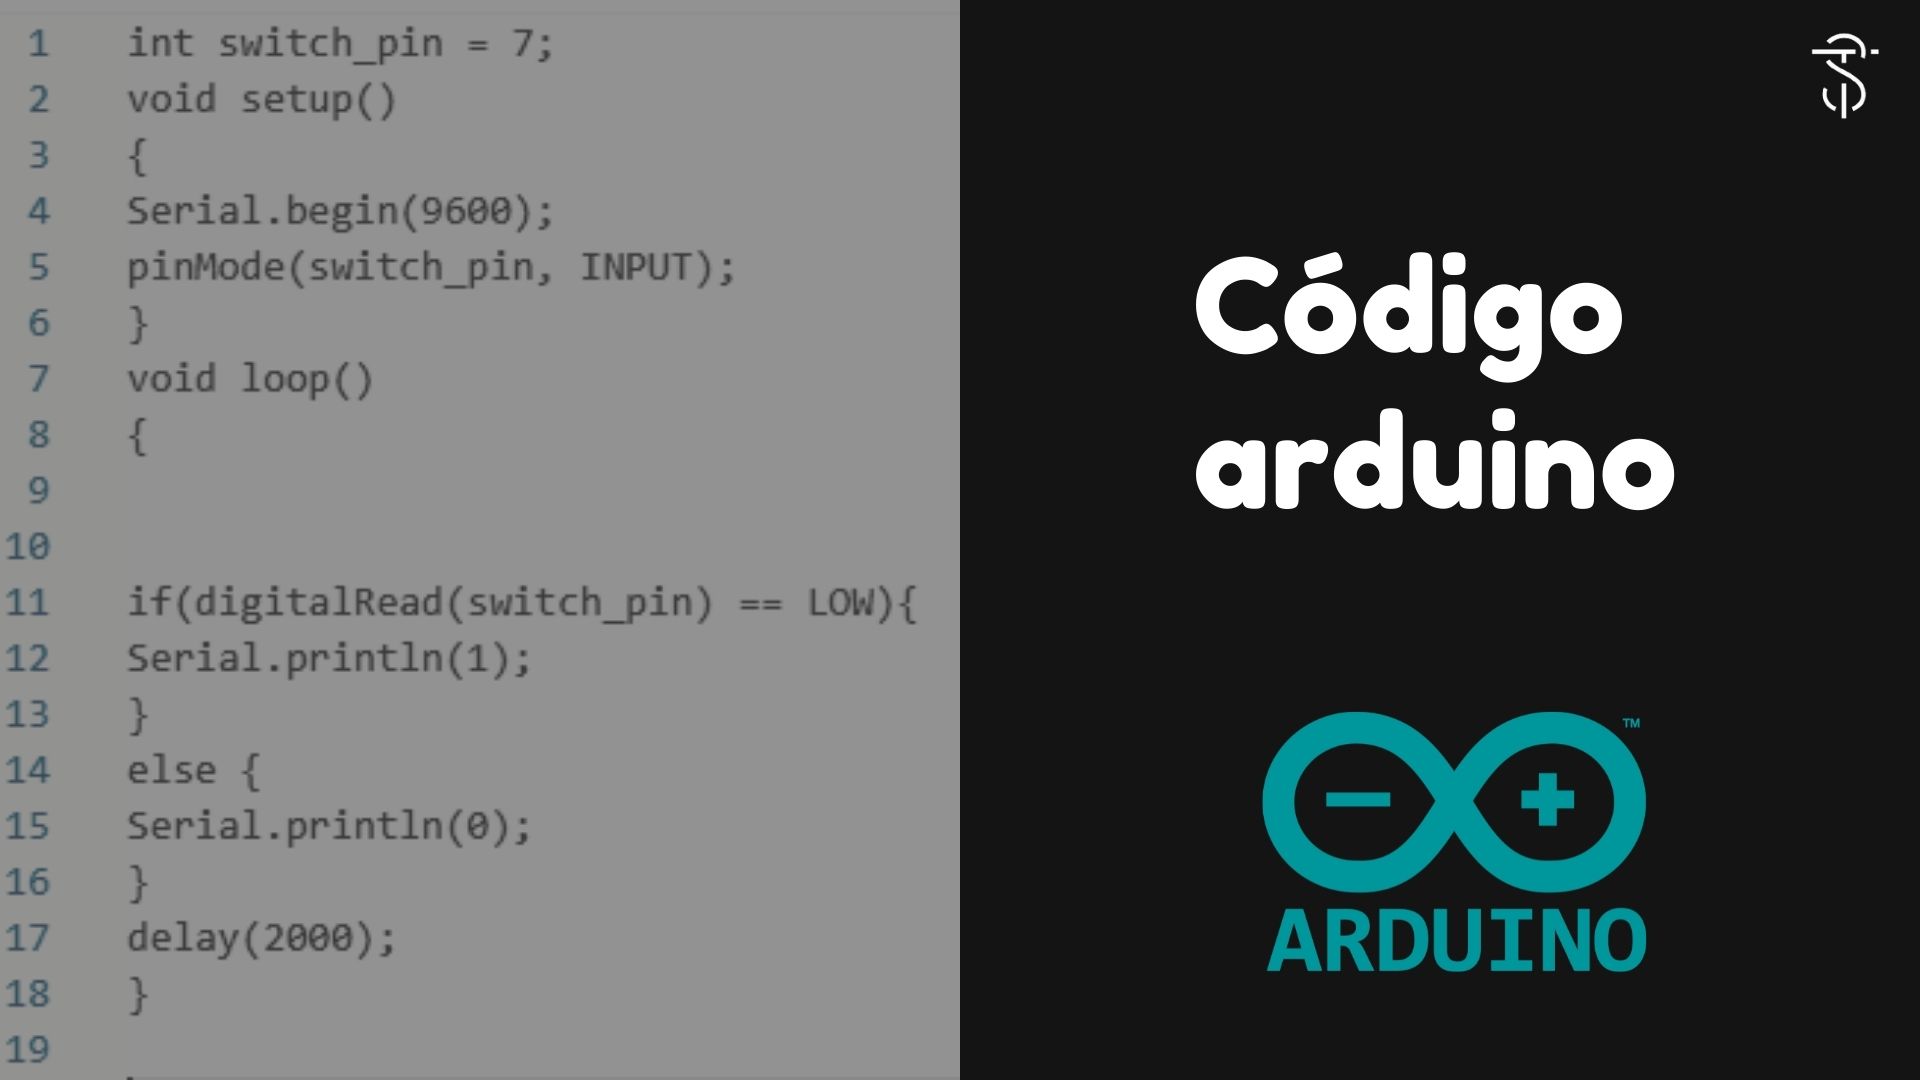 1 int switch_pin = 7;
2 void setup()
3 {
4 Serial.begin(9600);
5 pinMode(switch_pin, INPUT);
6 }
7 void loop()
8 {
9
10
11 if(digitalRead(switch_pin) == LOW){
12 Serial.println(1);
13 }
14 else {
15 Serial.println(0);
16 }
17 delay(2000);
18 }
19
Código
arduino
™
ARDUINO